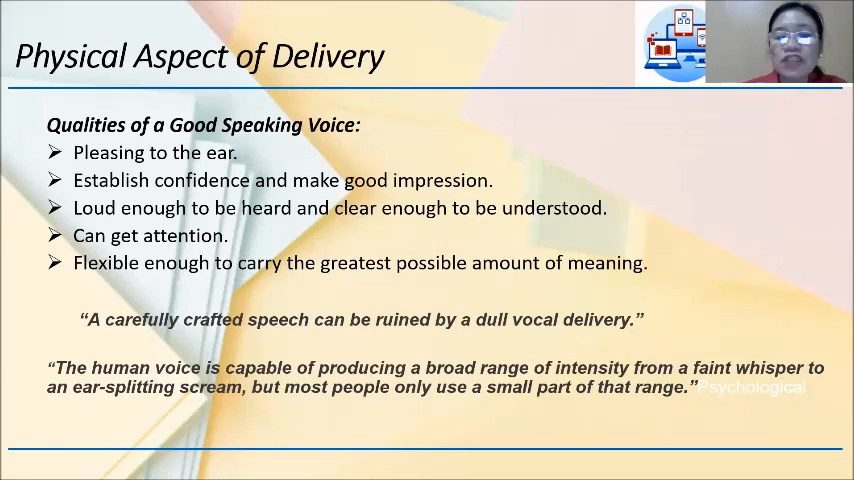 Physical Aspect of Delivery
Qualities of a Good Speaking Voice:
➢ Pleasing to the ear.
➢ Establish confidence and make good impression.
➢ Loud enough to be heard and clear enough to be understood.
➢ Can get attention.
➢ Flexible enough to carry the greatest possible amount of meaning.
“A carefully crafted speech can be ruined by a dull vocal delivery.”
“The human voice is capable of producing a broad range of intensity from a faint whisper to
an ear-splitting scream, but most people only use a small part of that range.”Psychological